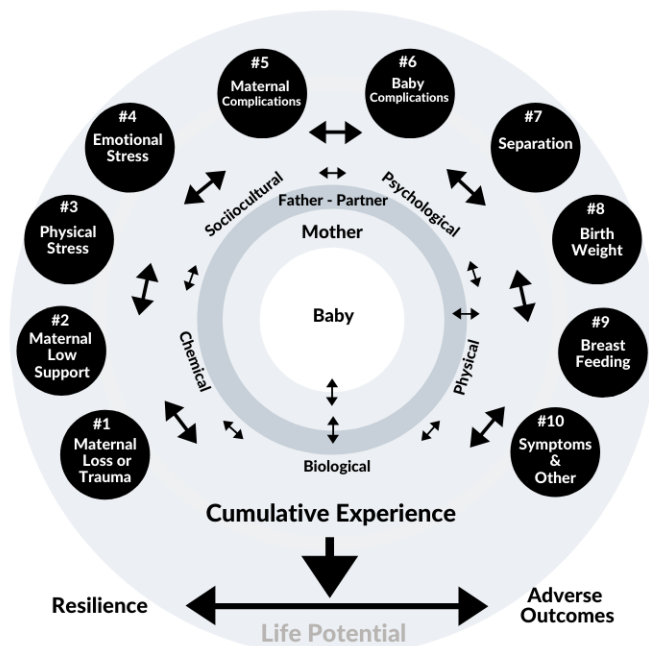 #1
Maternal
Loss or
Trauma
#2
Maternal
Low
Support
#3
Physical
Stress
#4
Emotional
Stress
#5
Maternal
Complications
#6
Baby
Complications
#7
Separation
#8
Birth
Weight
#9
Breast
Feeding
#10
Symptoms
&
Other
Sociiocultural
Psychological
Father - Partner
Mother
Baby
Chemical
Physical
Biological
Cumulative Experience
Resilience
Adverse
Outcomes
Life Potential